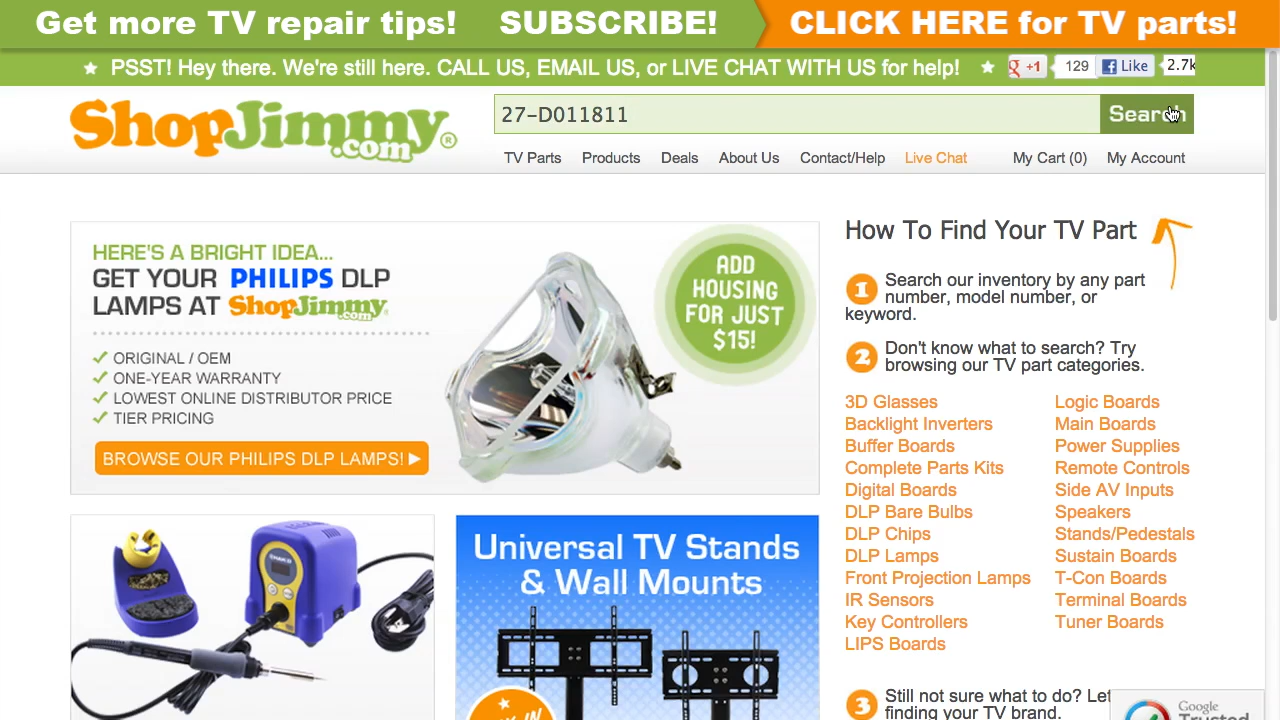 Get more TV repair tips! SUBSCRIBE! CLICK HERE for TV parts!
PSST! Hey there. We're still here. CALL US, EMAIL US, or LIVE CHAT WITH US for help!
+1 129 Like 2.7k
ShopJimmy.com®
27-D011811 Search
TV Parts Products Deals About Us Contact/Help Live Chat My Cart (0) My Account
HERE'S A BRIGHT IDEA...
GET YOUR PHILIPS DLP
LAMPS AT ShopJimmy.com
ORIGINAL / OEM
ONE-YEAR WARRANTY
LOWEST ONLINE DISTRIBUTOR PRICE
TIER PRICING
BROWSE OUR PHILIPS DLP LAMPS!
ADD
HOUSING
FOR JUST
$15!
Universal TV Stands
& Wall Mounts
How To Find Your TV Part
1 Search our inventory by any part
number, model number, or
keyword.
2 Don't know what to search? Try
browsing our TV part categories.
3D Glasses
Backlight Inverters
Buffer Boards
Complete Parts Kits
Digital Boards
DLP Bare Bulbs
DLP Chips
DLP Lamps
Front Projection Lamps
IR Sensors
Key Controllers
LIPS Boards
Logic Boards
Main Boards
Power Supplies
Remote Controls
Side AV Inputs
Speakers
Stands/Pedestals
Sustain Boards
T-Con Boards
Terminal Boards
Tuner Boards
3 Still not sure what to do? Let
finding your TV brand.
Google
Trusted